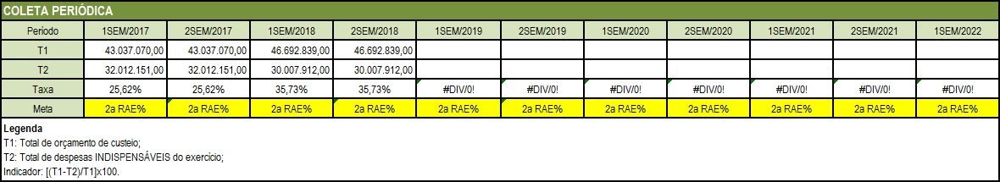 COLETA PERIÓDICA
Período 1SEM/2017 2SEM/2017 1SEM/2018 2SEM/2018 1SEM/2019 2SEM/2019 1SEM/2020 2SEM/2020 1SEM/2021 2SEM/2021 1SEM/2022
T1 43.037.070,00 43.037.070,00 46.692.839,00 46.692.839,00
T2 32.012.151,00 32.012.151,00 30.007.912,00 30.007.912,00
Taxa 25,62% 25,62% 35,73% 35,73% #DIV/0! #DIV/0! #DIV/0! #DIV/0! #DIV/0! #DIV/0! #DIV/0!
Meta 2a RAE% 2a RAE% 2a RAE% 2a RAE% 2a RAE% 2a RAE% 2a RAE% 2a RAE% 2a RAE% 2a RAE% 2a RAE%
Legenda
T1: Total de orçamento de custeio;
T2: Total de despesas INDISPENSÁVEIS do exercício;
Indicador: [(T1-T2)/T1]x100.